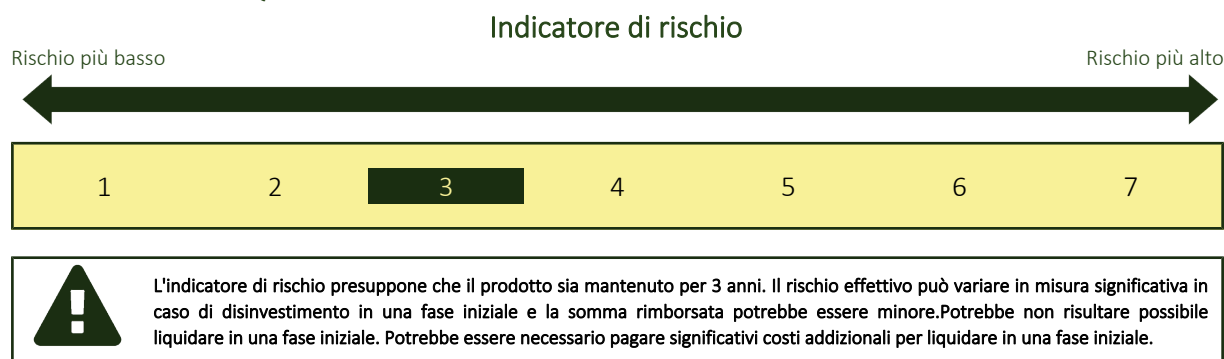 Indicatore di rischio
Rischio più basso
Rischio più alto
1 2 3 4 5 6 7
L'indicatore di rischio presuppone che il prodotto sia mantenuto per 3 anni. Il rischio effettivo può variare in misura significativa in
caso di disinvestimento in una fase iniziale e la somma rimborsata potrebbe essere minore.Potrebbe non risultare possibile
liquidare in una fase iniziale. Potrebbe essere necessario pagare significativi costi addizionali per liquidare in una fase iniziale.